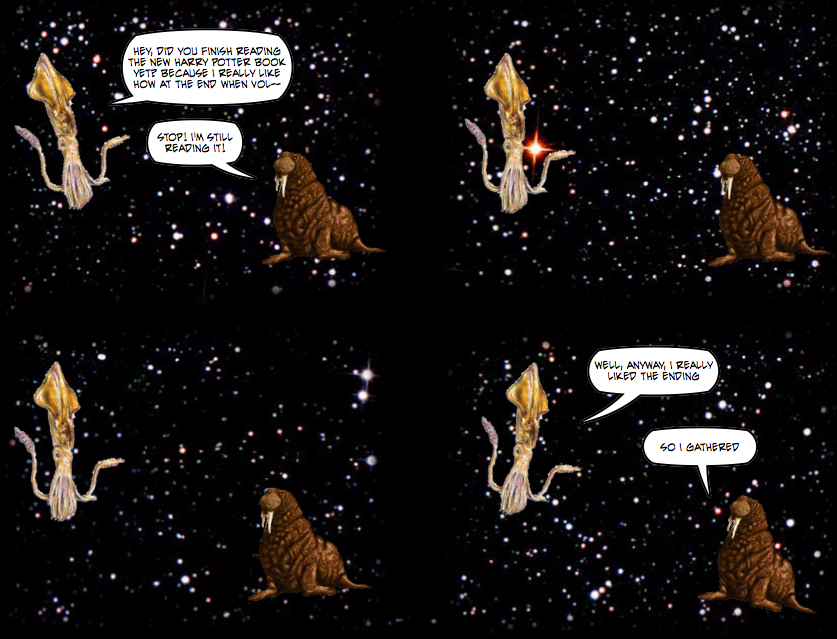 HEY, DID YOU FINISH READING
THE NEW HARRY POTTER BOOK
YET? BECAUSE I REALLY LIKE
HOW AT THE END WHEN VOL--
STOP! I'M STILL
READING IT!
WELL, ANYWAY, I REALLY
LIKED THE ENDING
SO I GATHERED